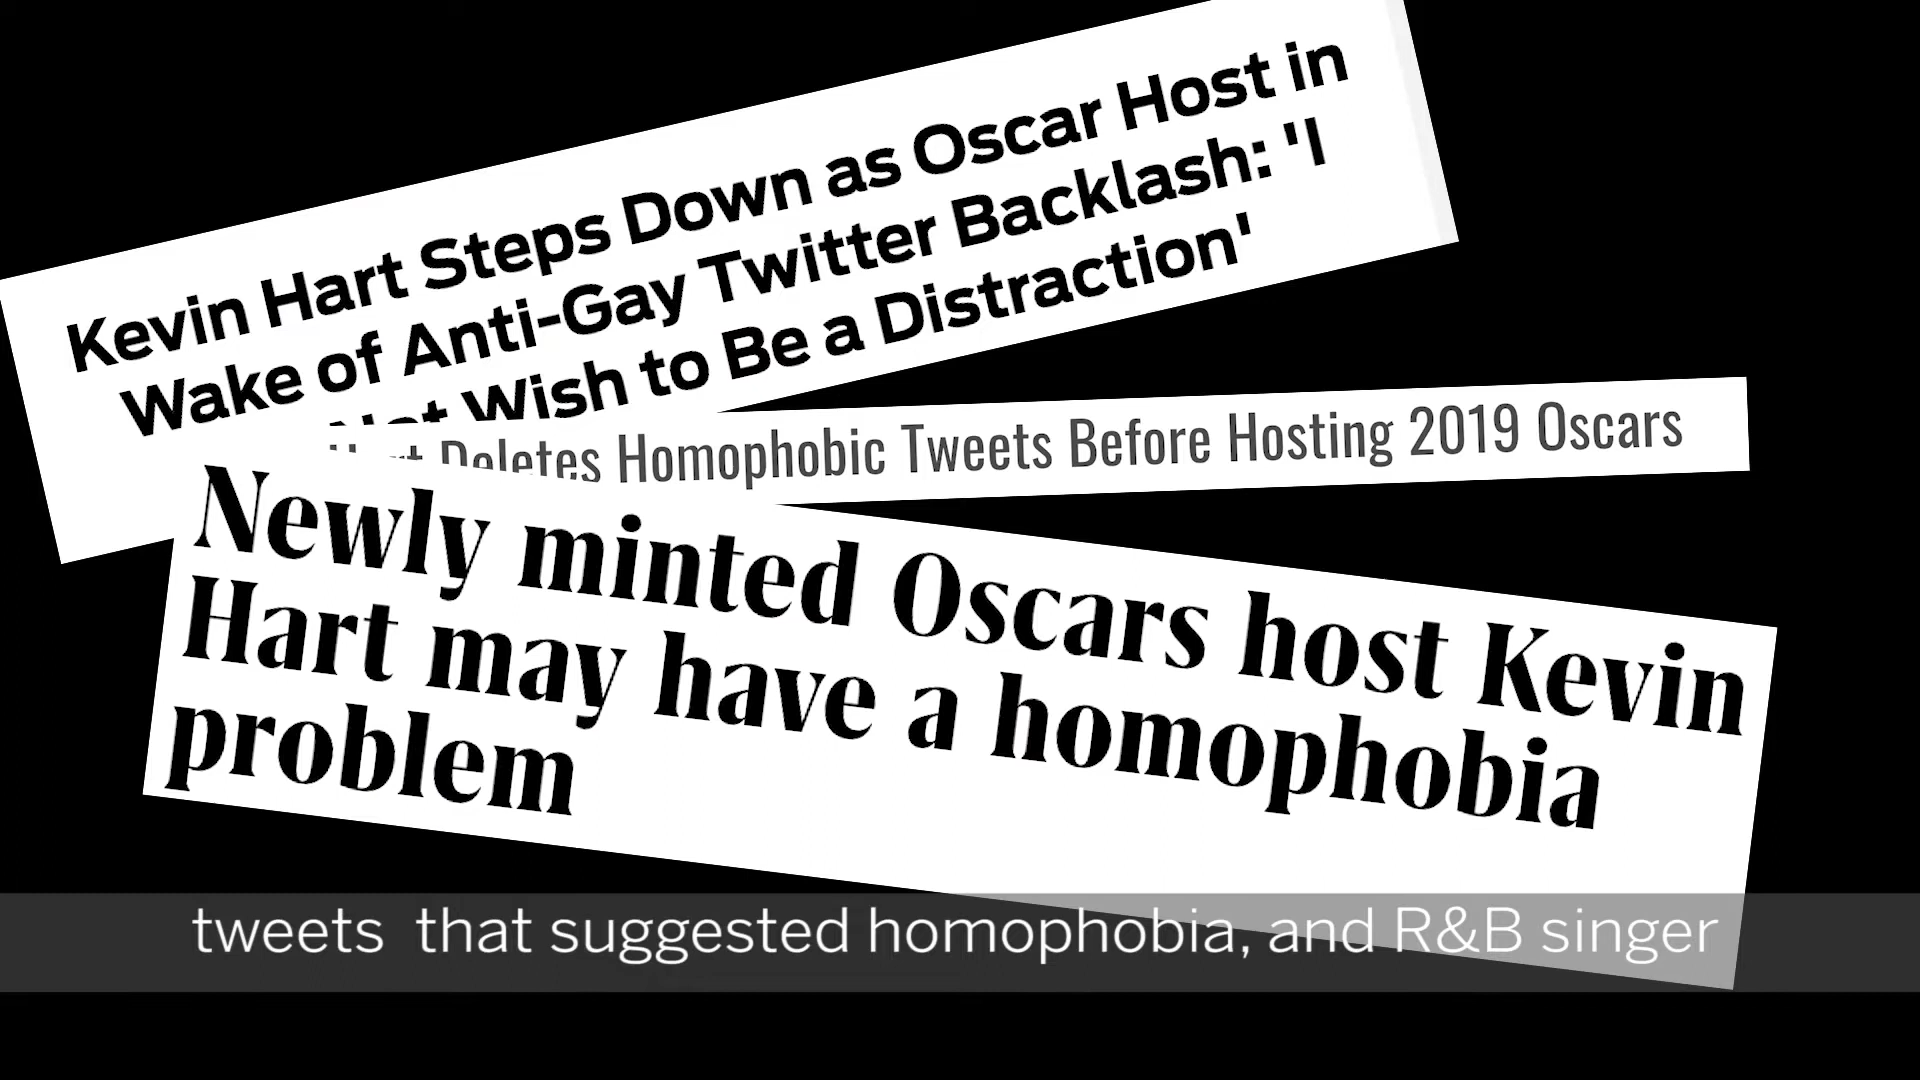 Kevin Hart Steps Down as Oscar Host in
Wake of Anti-Gay Twitter Backlash: 'I
Not Wish to Be a Distraction'
Hart Deletes Homophobic Tweets Before Hosting 2019 Oscars
Newly minted Oscars host Kevin
Hart may have a homophobia
problem
tweets that suggested homophobia, and R&B singer